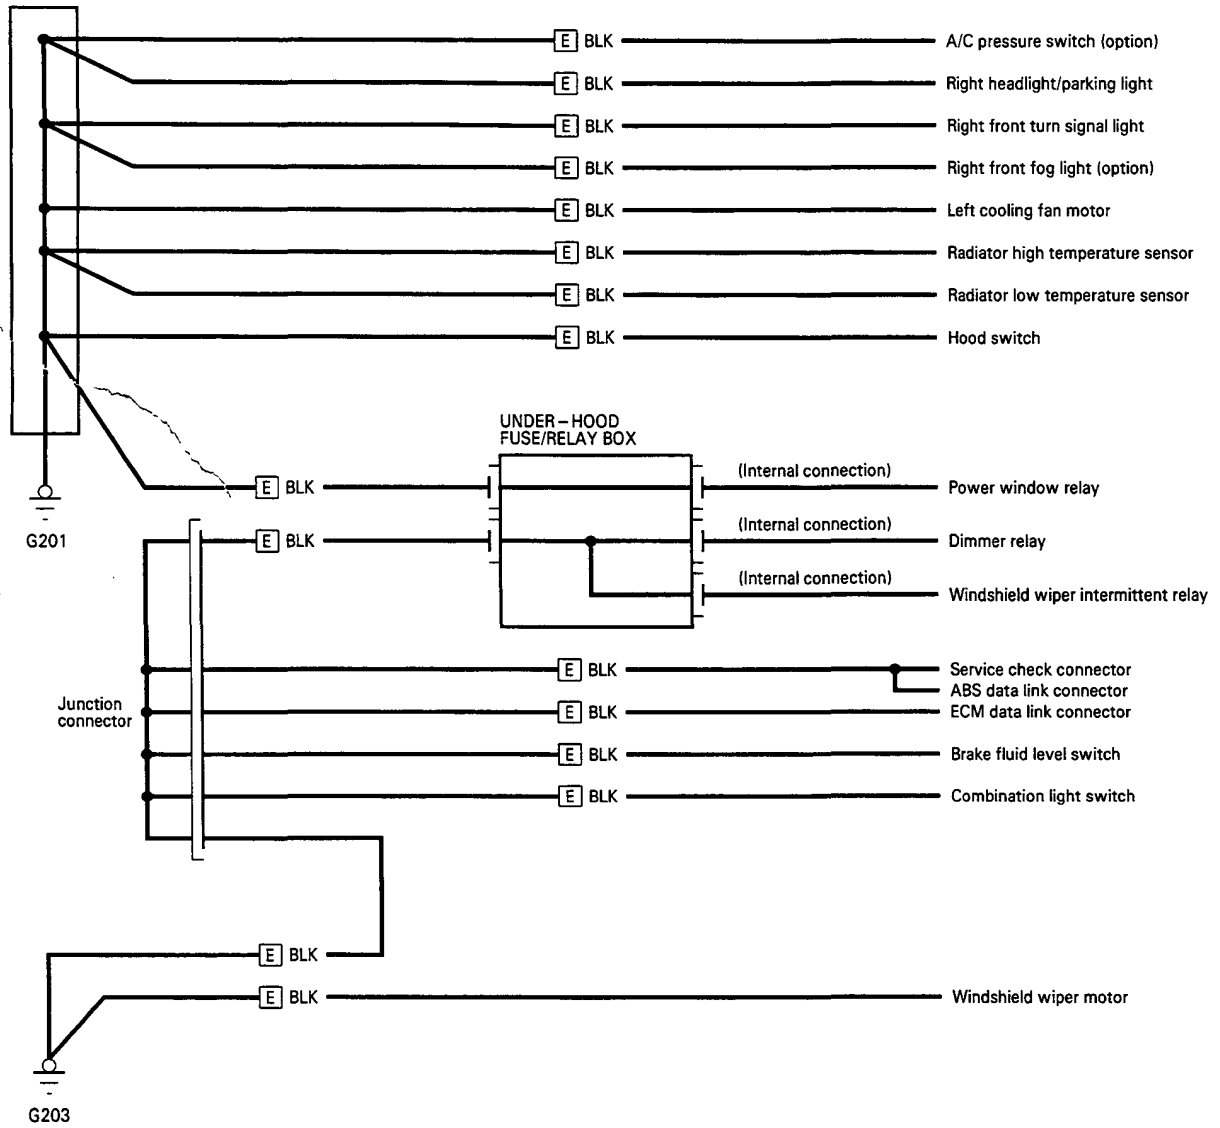 E BLK A/C pressure switch (option)
E BLK Right headlight/parking light
E BLK Right front turn signal light
E BLK Right front fog light (option)
E BLK Left cooling fan motor
E BLK Radiator high temperature sensor
E BLK Radiator low temperature sensor
E BLK Hood switch
UNDER-HOOD
FUSE/RELAY BOX
E BLK (Internal connection) Power window relay
G201
E BLK (Internal connection) Dimmer relay
(Internal connection) Windshield wiper intermittent relay
E BLK Service check connector
ABS data link connector
Junction
connector
E BLK ECM data link connector
E BLK Brake fluid level switch
E BLK Combination light switch
E BLK
E BLK Windshield wiper motor
G203